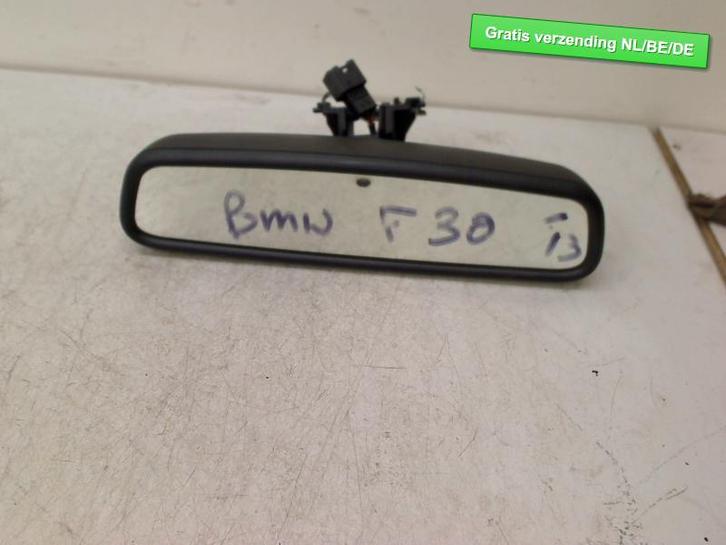 Gratis verzending NL/BE/DE
BMW F30 13